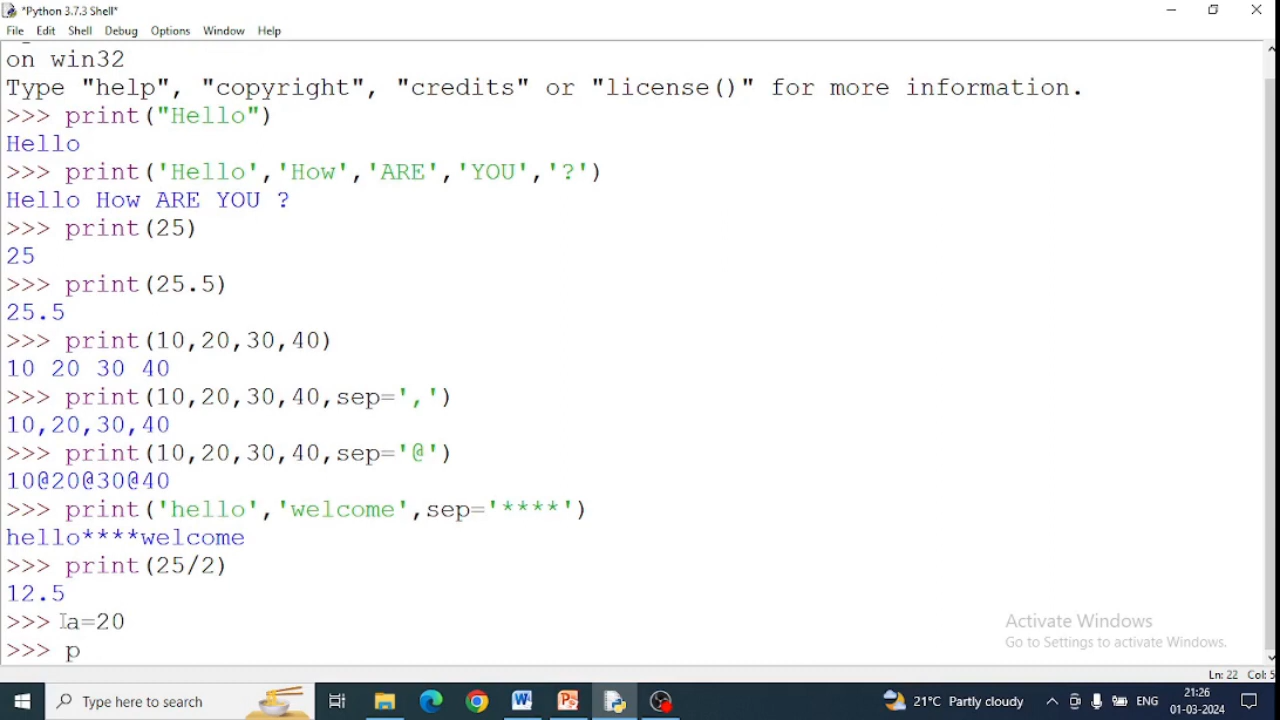 *Python 3.7.3 Shell*
File Edit Shell Debug Options Window Help
on win32
Type "help", "copyright", "credits" or "license()" for more information.
>>> print("Hello")
Hello
>>> print('Hello','How','ARE','YOU','?')
Hello How ARE YOU ?
>>> print(25)
25
>>> print(25.5)
25.5
>>> print(10,20,30,40)
10 20 30 40
>>> print(10,20,30,40,sep=',')
10,20,30,40
>>> print(10,20,30,40,sep='@')
10@20@30@40
>>> print('hello','welcome',sep='****')
hello****welcome
>>> print(25/2)
12.5
>>> a=20
>>> p
Activate Windows
Go to Settings to activate Windows.
Ln: 22 Col: 5
Type here to search
21°C Partly cloudy
ENG
21:26
01-03-2024